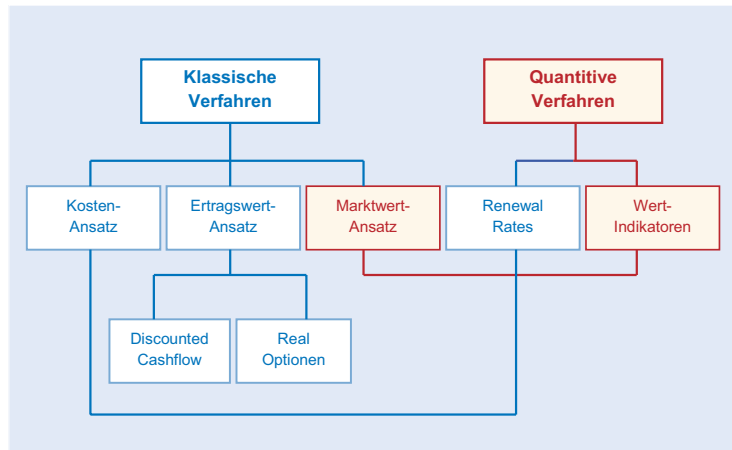 Klassische
Verfahren
Quantitive
Verfahren
Kosten-
Ansatz
Ertragswert-
Ansatz
Marktwert-
Ansatz
Renewal
Rates
Wert-
Indikatoren
Discounted
Cashflow
Real
Optionen